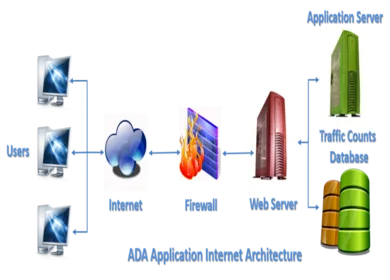 Application Server
Users
Internet
Firewall
Web Server
Traffic Counts
Database
ADA Application Internet Architecture